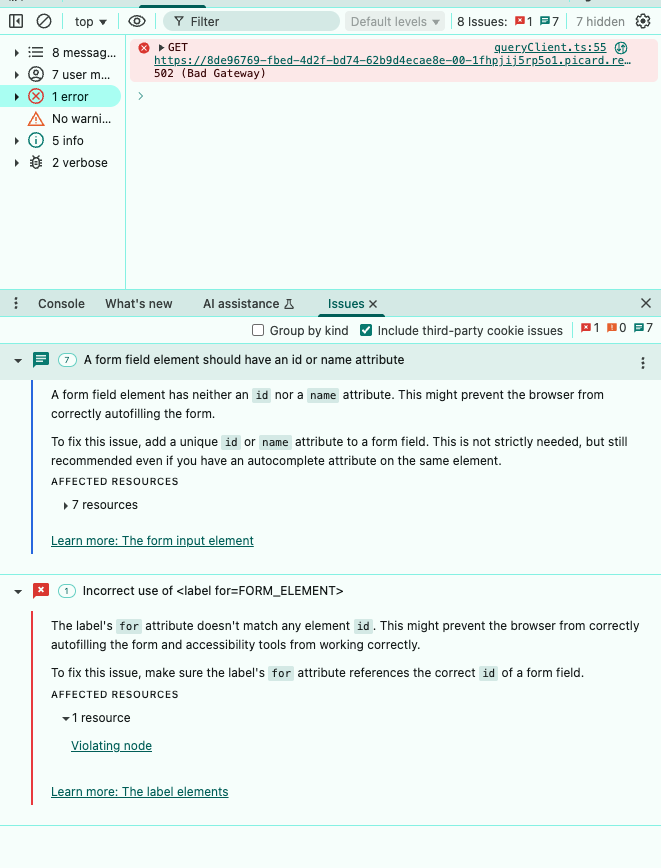 top ▾ Filter Default levels ▾ 8 Issues: 1 7 7 hidden
8 messag...
7 user m...
1 error
No warni...
5 info
2 verbose
GET queryClient.ts:55
https://8de96769-fbed-4d2f-bd74-62b9d4ecae8e-00-1fhpjij5rp5o1.picard.re…
502 (Bad Gateway)
Console What's new AI assistance Issues
Group by kind Include third-party cookie issues 1 0 7
7 A form field element should have an id or name attribute
A form field element has neither an id nor a name attribute. This might prevent the browser from
correctly autofilling the form.
To fix this issue, add a unique id or name attribute to a form field. This is not strictly needed, but still
recommended even if you have an autocomplete attribute on the same element.
AFFECTED RESOURCES
7 resources
Learn more: The form input element
1 Incorrect use of <label for=FORM_ELEMENT>
The label's for attribute doesn't match any element id. This might prevent the browser from correctly
autofilling the form and accessibility tools from working correctly.
To fix this issue, make sure the label's for attribute references the correct id of a form field.
AFFECTED RESOURCES
1 resource
Violating node
Learn more: The label elements